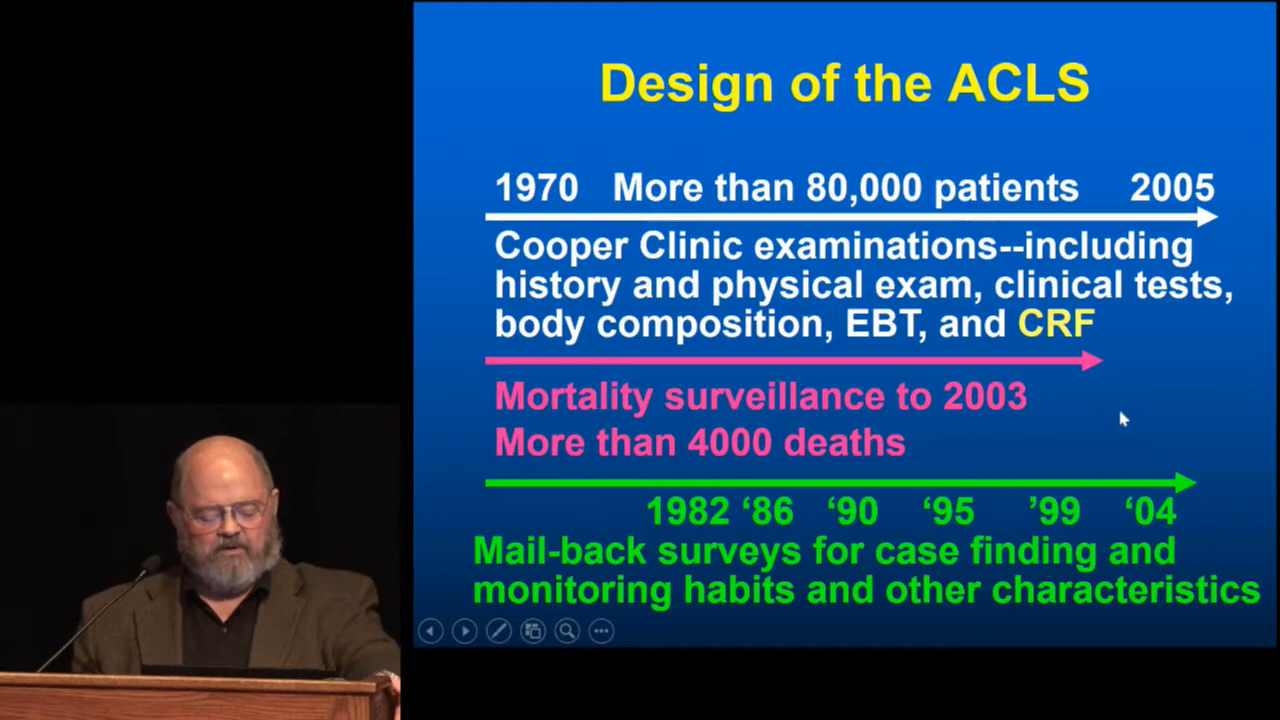 Design of the ACLS
1970 More than 80,000 patients 2005
Cooper Clinic examinations--including
history and physical exam, clinical tests,
body composition, EBT, and CRF
Mortality surveillance to 2003
More than 4000 deaths
1982 ‘86 ‘90 ‘95 ’99 ‘04
Mail-back surveys for case finding and
monitoring habits and other characteristics